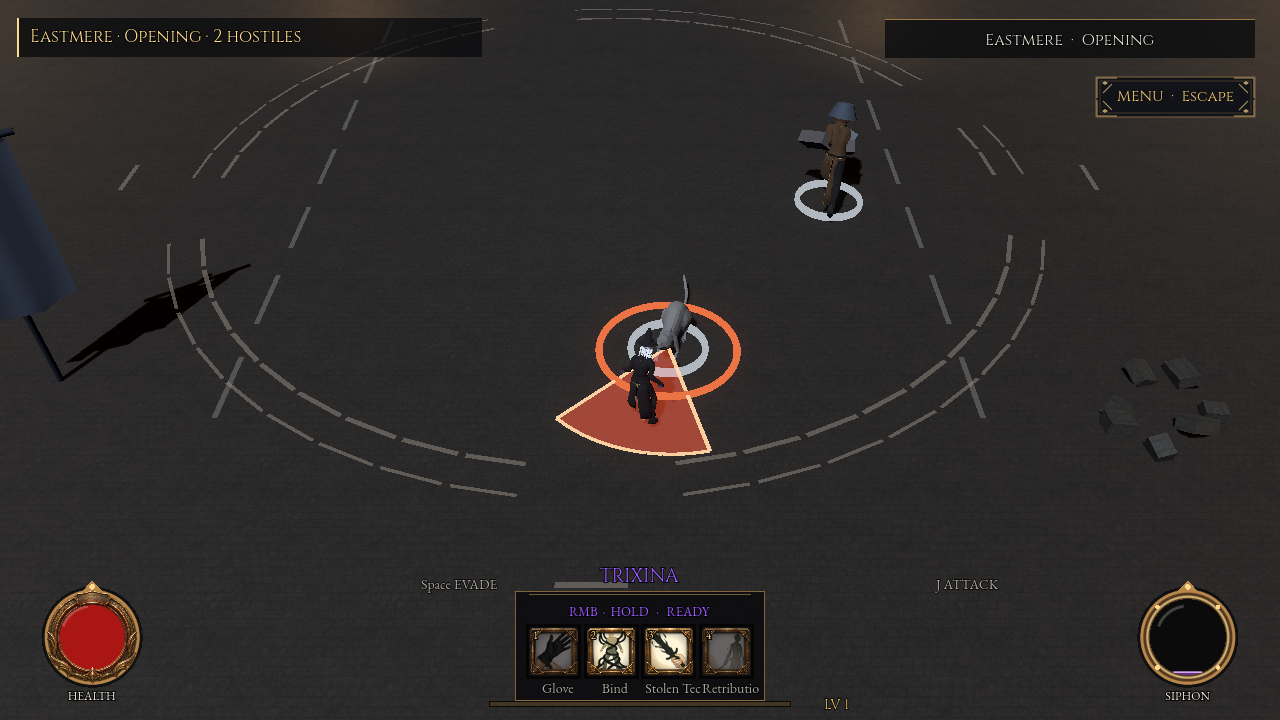 Eastmere · Opening · 2 hostiles
Eastmere · Opening
MENU · Escape
TRIXINA
Space EVADE
J ATTACK
RMB · HOLD · READY
1 2 3 4
Glove Bind Stolen Tec Retributio
HEALTH
SIPHON
LV 1